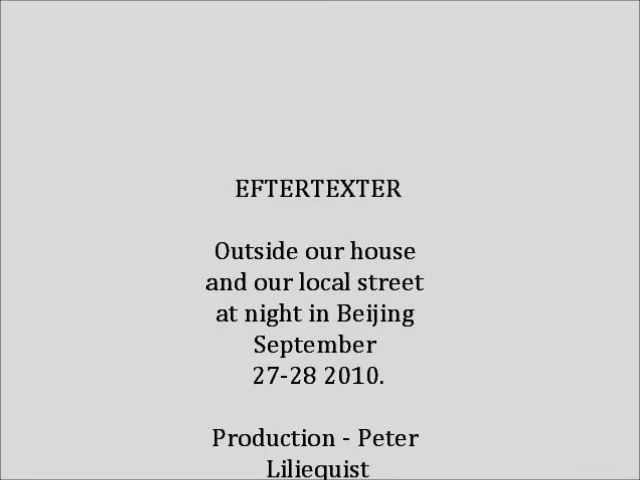 EFTERTEXTER
Outside our house
and our local street
at night in Beijing
September
27-28 2010.
Production - Peter
Liliequist